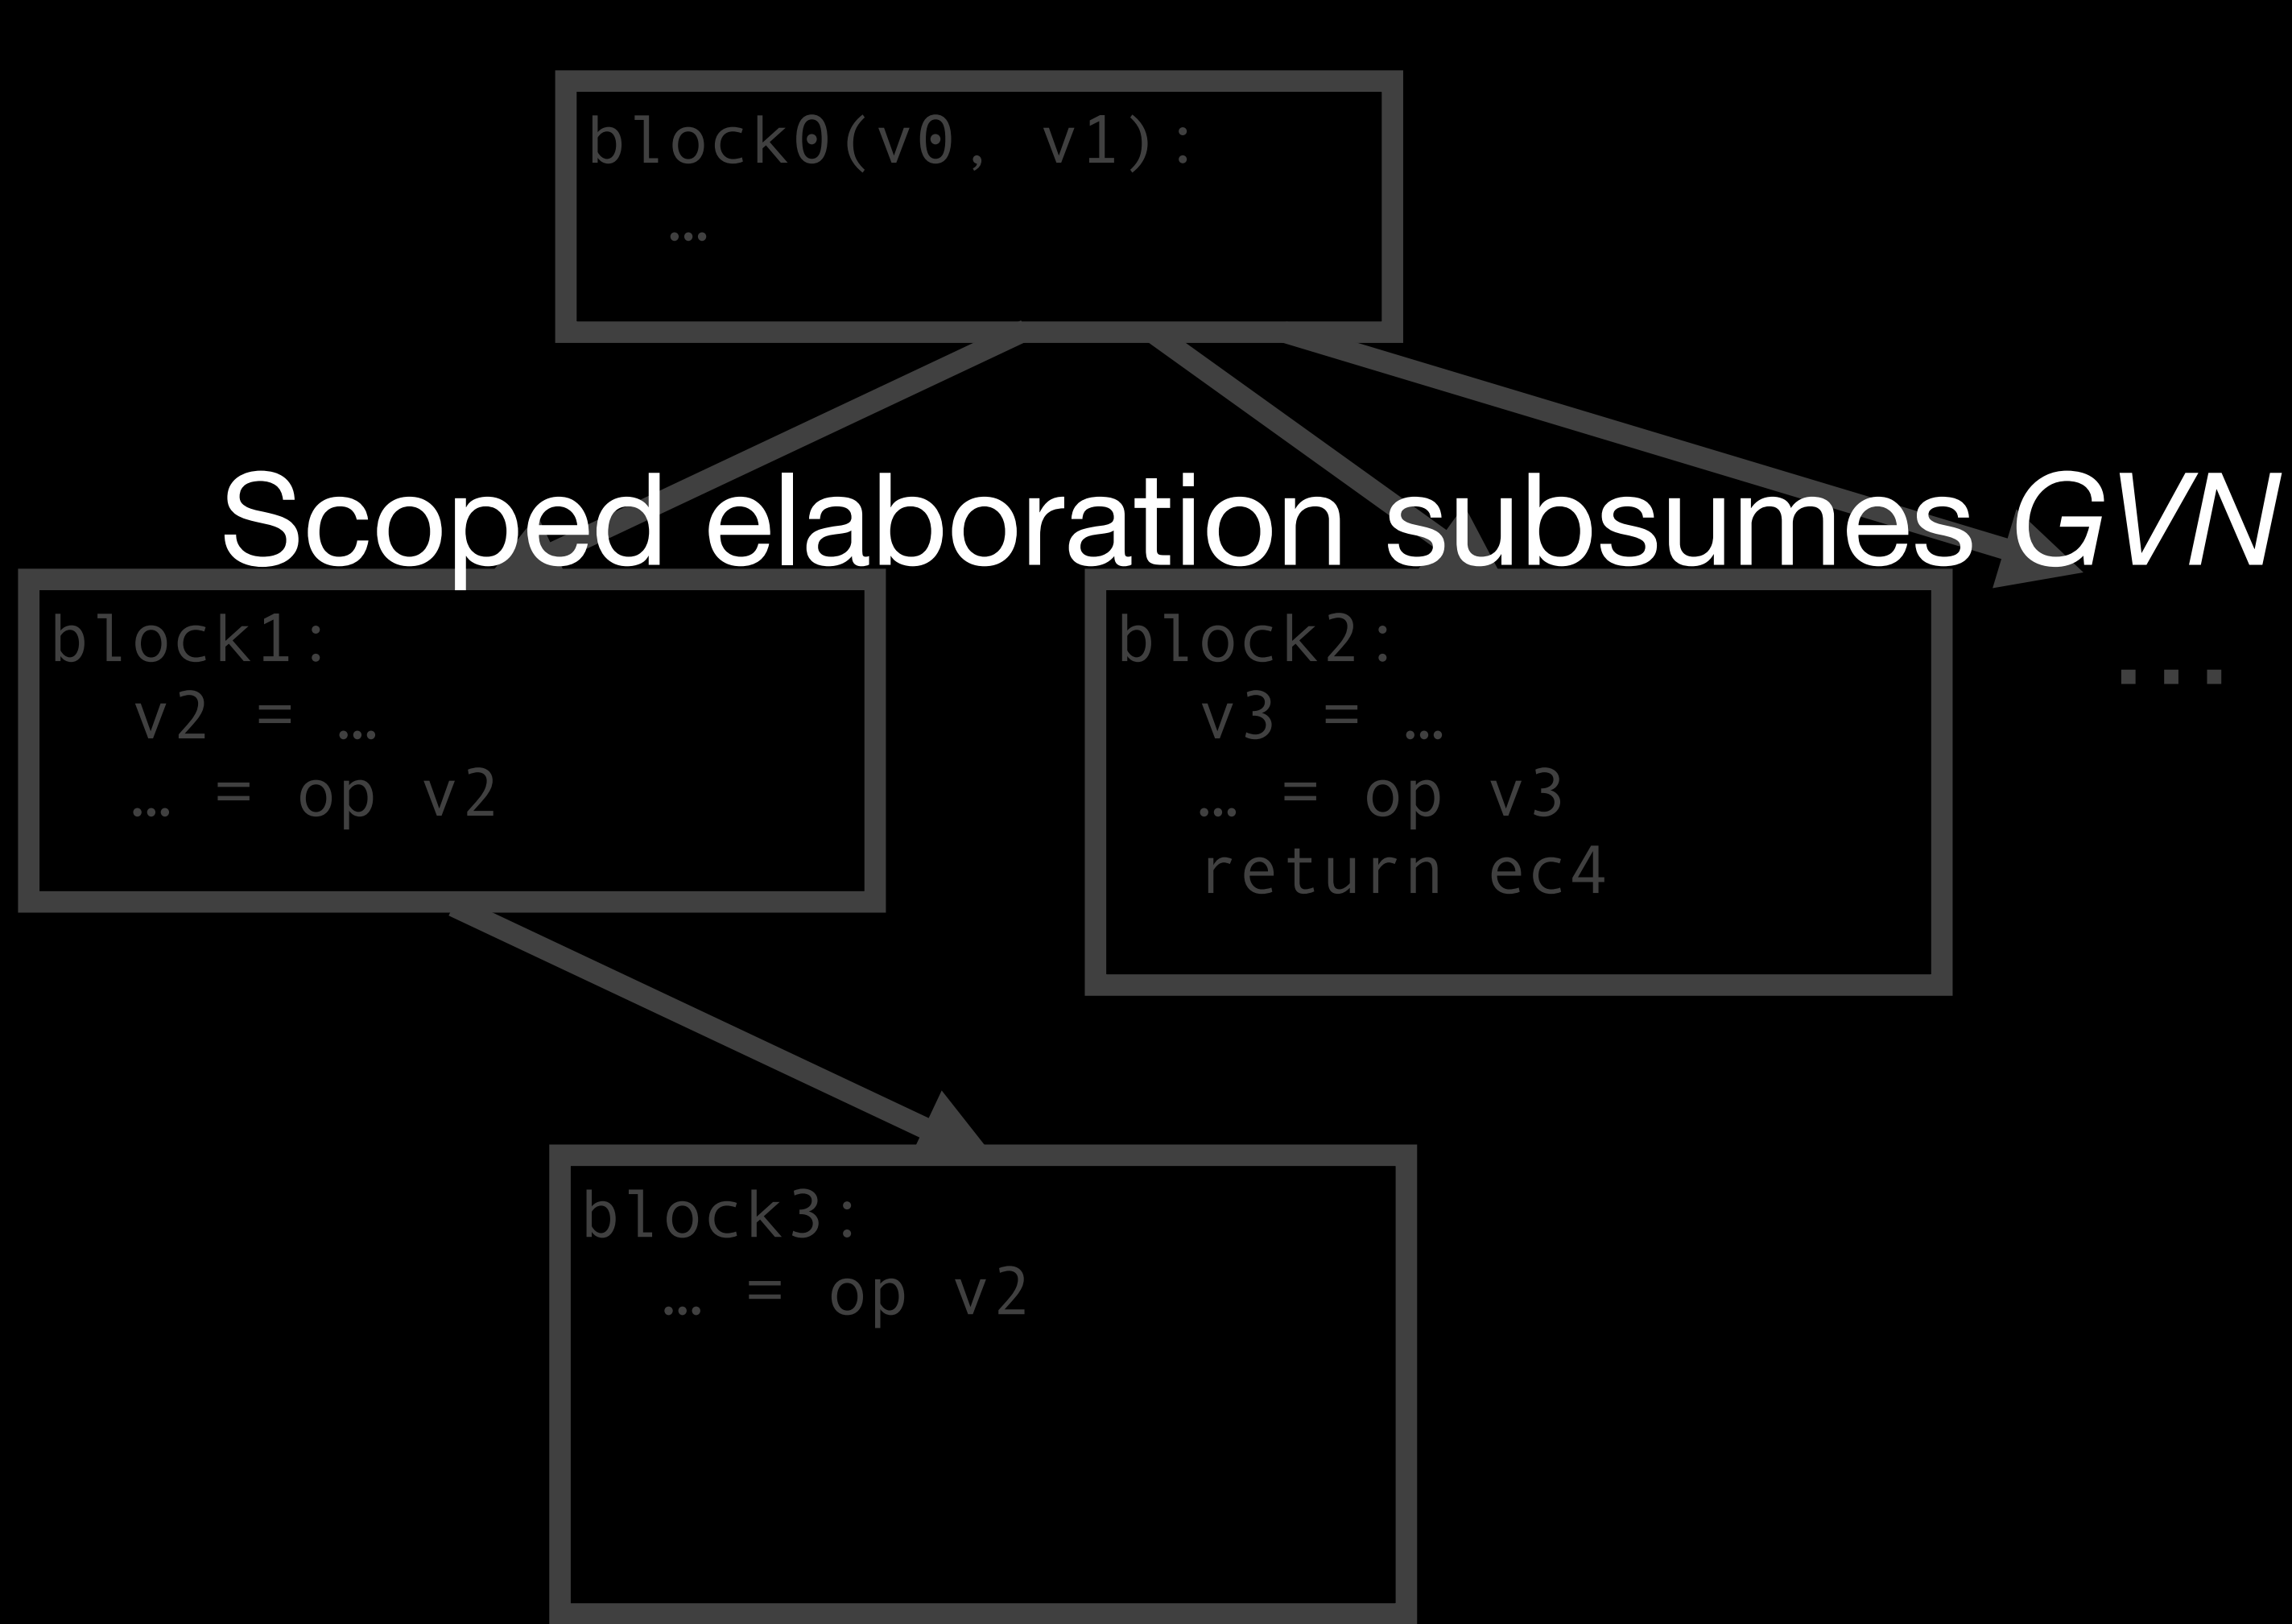 block0(v0, v1):
…
Scoped elaboration subsumes GVN
block1:
v2 = …
… = op v2
block2:
v3 = …
… = op v3
return ec4
...
block3:
… = op v2